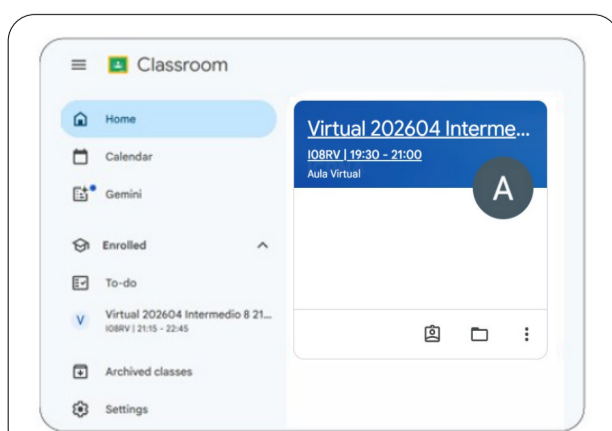 Classroom
Home
Calendar
Gemini
Enrolled
To-do
V
Virtual 202604 Intermedio 8 21...
I08RV | 21:15 - 22:45
Archived classes
Settings
Virtual 202604 Interme...
I08RV | 19:30 - 21:00
Aula Virtual
A